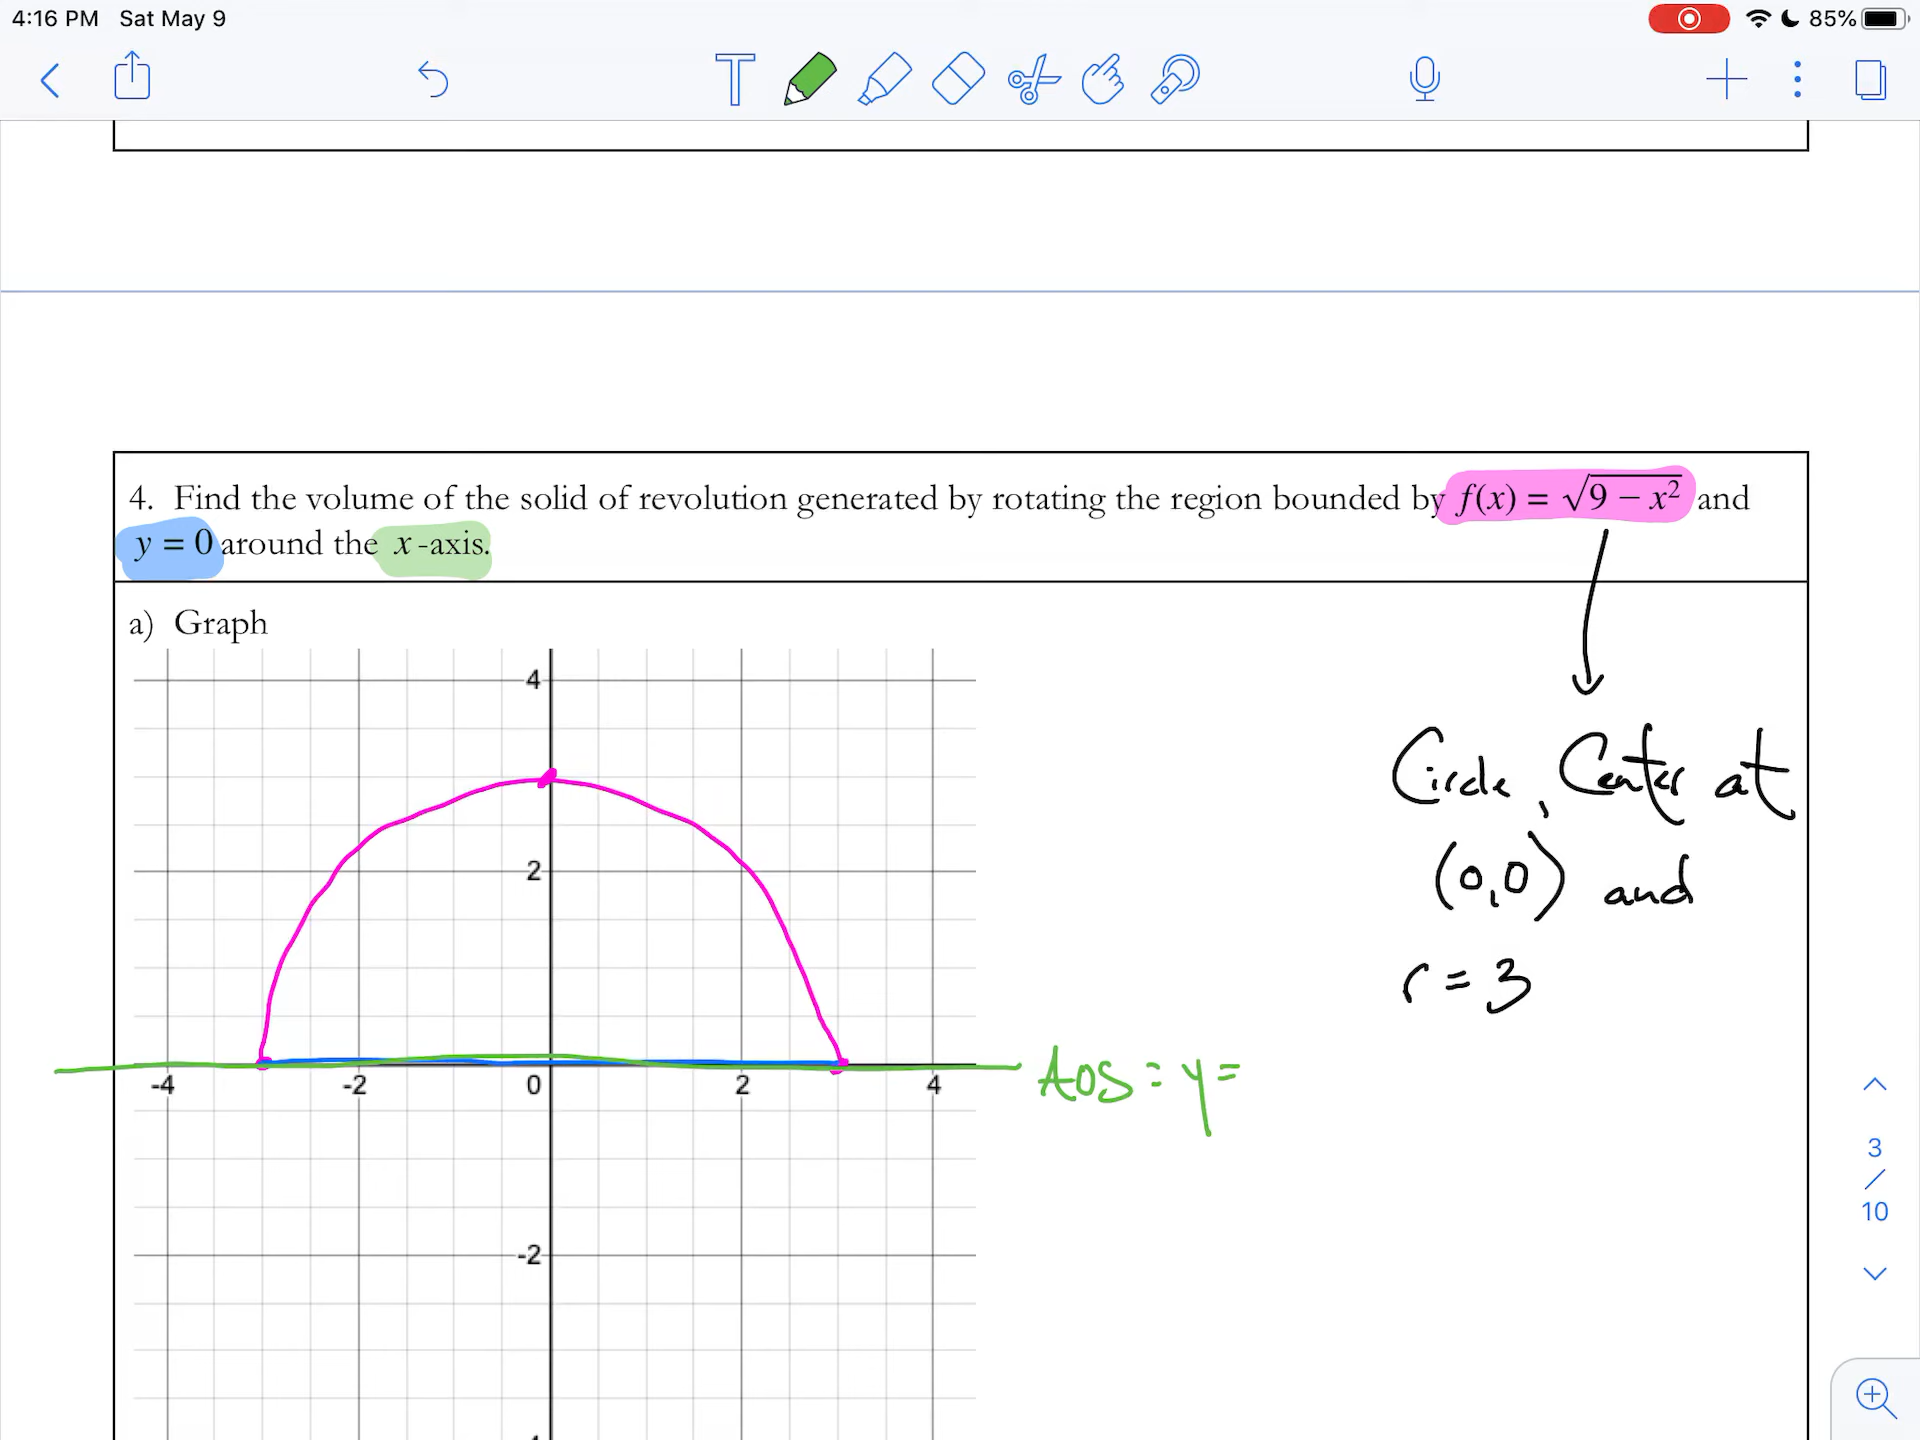 4:16 PM Sat May 9
85%
4. Find the volume of the solid of revolution generated by rotating the region bounded by f(x) = √(9 − x²) and
y = 0 around the x-axis.
a) Graph
4
2
-4 -2 0 2 4
-2
Circle, Center at
(0,0) and
r = 3
AOS: y =
3
/
10